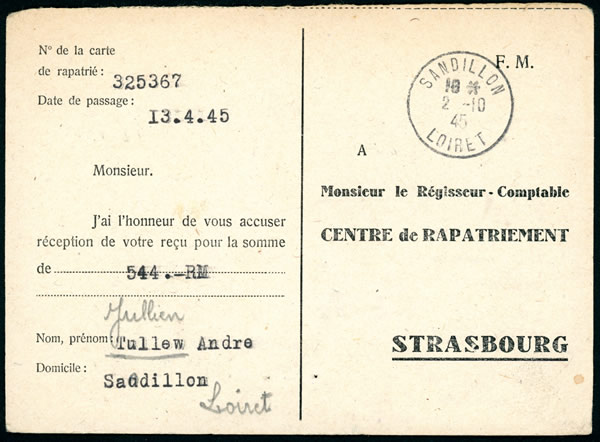 N° de la carte
de rapatrié : 325367
Date de passage : 13.4.45
Monsieur.
J'ai l'honneur de vous accuser
réception de votre reçu pour la somme
de 544.-RM
Jullien
Nom, prénom : Tullew Andre
Domicile :
Saddillon
Loiret
F. M.
SANDILLON
18 *
2 -10
45
LOIRET
A
Monsieur le Régisseur-Comptable
CENTRE de RAPATRIEMENT
STRASBOURG